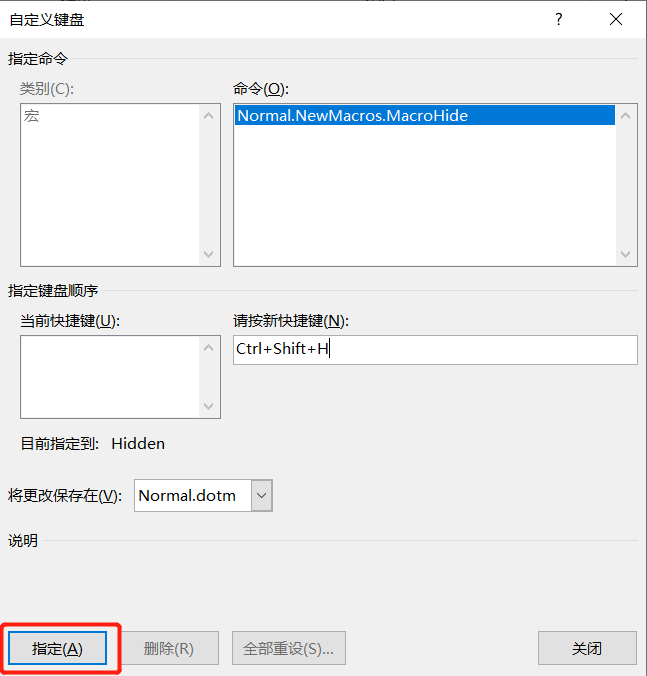 自定义键盘
?
指定命令
类别(C):
命令(O):
宏
Normal.NewMacros.MacroHide
指定键盘顺序
当前快捷键(U):
请按新快捷键(N):
Ctrl+Shift+H
目前指定到: Hidden
将更改保存在(V):
Normal.dotm
说明
指定(A)
删除(R)
全部重设(S)...
关闭